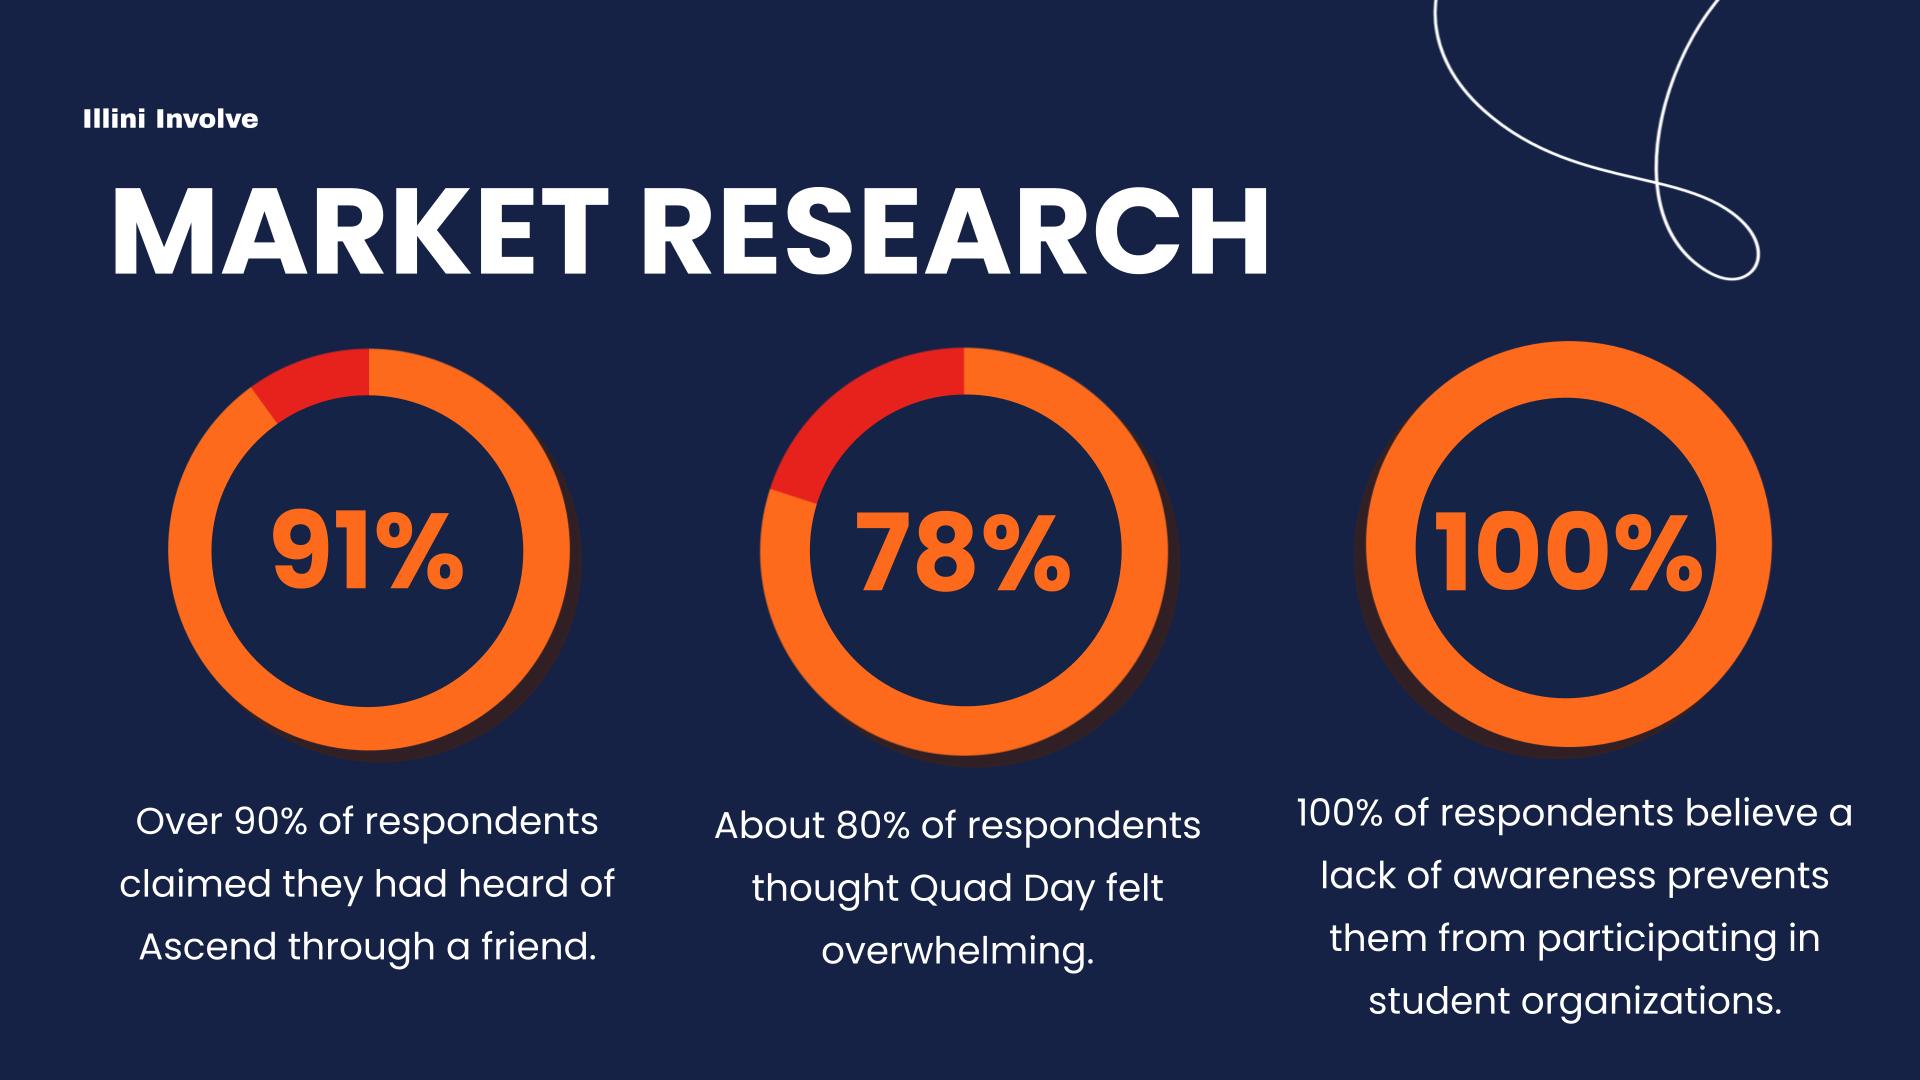 Illini Involve
MARKET RESEARCH
91%
78%
100%
Over 90% of respondents
claimed they had heard of
Ascend through a friend.
About 80% of respondents
thought Quad Day felt
overwhelming.
100% of respondents believe a
lack of awareness prevents
them from participating in
student organizations.